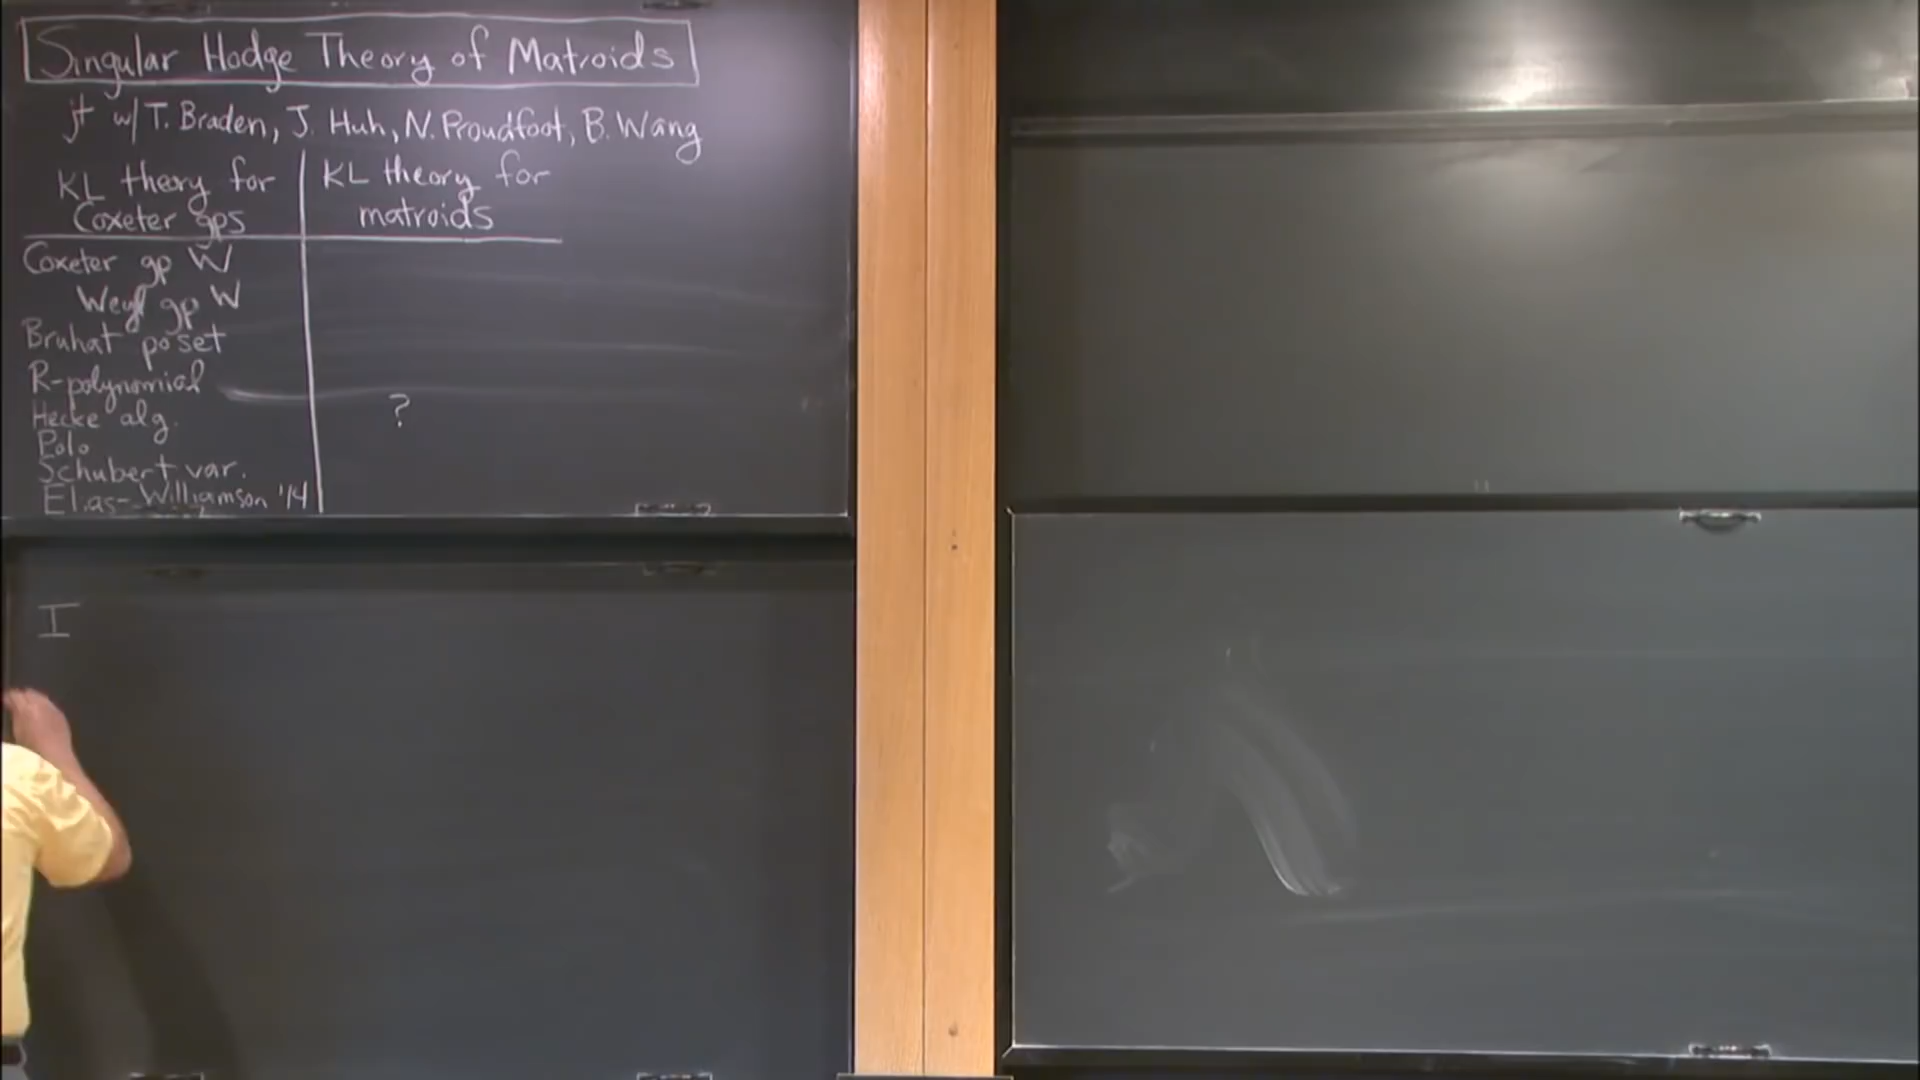 Singular Hodge Theory of Matroids
jt w/ T. Braden, J. Huh, N. Proudfoot, B. Wang
KL theory for
Coxeter gps
KL theory for
matroids
Coxeter gp W
Weyl gp W
Bruhat poset
R-polynomial
Hecke alg.
Polo
Schubert var.
Elias-Williamson '14
?
I